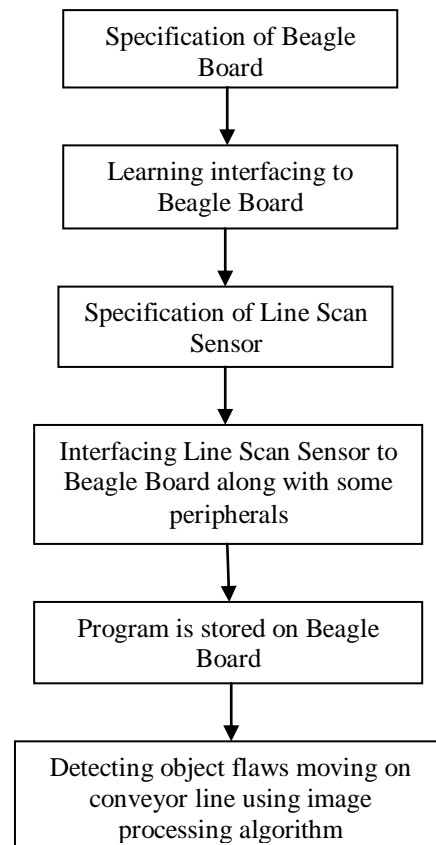 Specification of Beagle
Board
Learning interfacing to
Beagle Board
Specification of Line Scan
Sensor
Interfacing Line Scan Sensor to
Beagle Board along with some
peripherals
Program is stored on Beagle
Board
Detecting object flaws moving on
conveyor line using image
processing algorithm